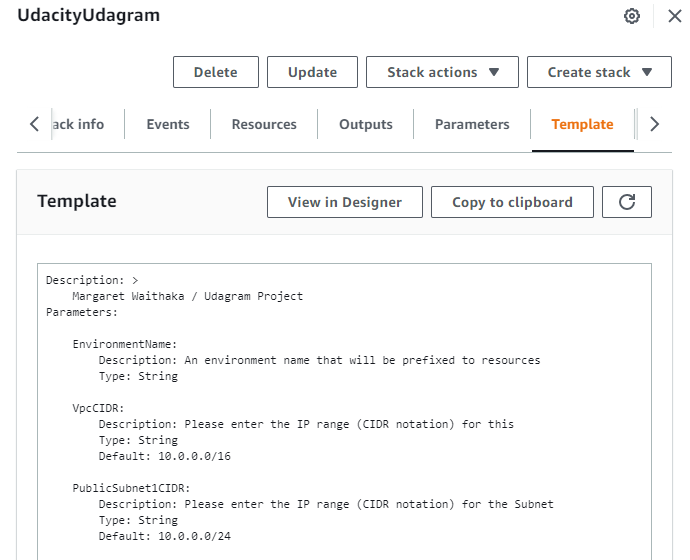 UdacityUdagram
Delete
Update
Stack actions
Create stack
ack info
Events
Resources
Outputs
Parameters
Template
Template
View in Designer
Copy to clipboard
Description: >
Margaret Waithaka / Udagram Project
Parameters:
EnvironmentName:
Description: An environment name that will be prefixed to resources
Type: String
VpcCIDR:
Description: Please enter the IP range (CIDR notation) for this
Type: String
Default: 10.0.0.0/16
PublicSubnet1CIDR:
Description: Please enter the IP range (CIDR notation) for the Subnet
Type: String
Default: 10.0.0.0/24